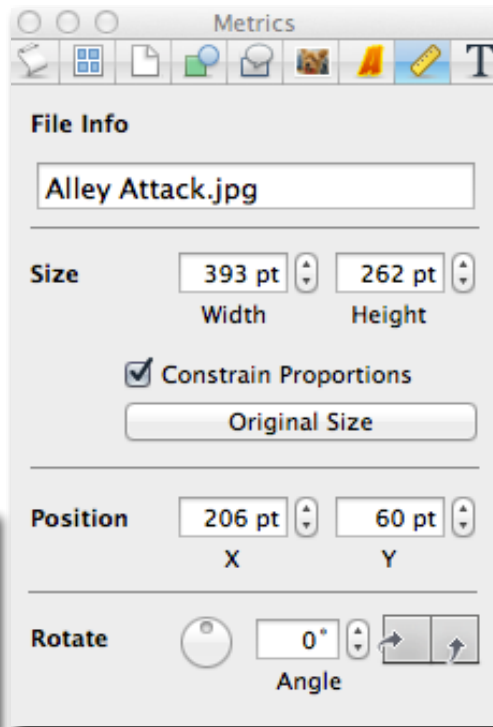 Metrics
T
File Info
Alley Attack.jpg
Size 393 pt 262 pt
Width Height
Constrain Proportions
Original Size
Position 206 pt 60 pt
X Y
Rotate 0°
Angle